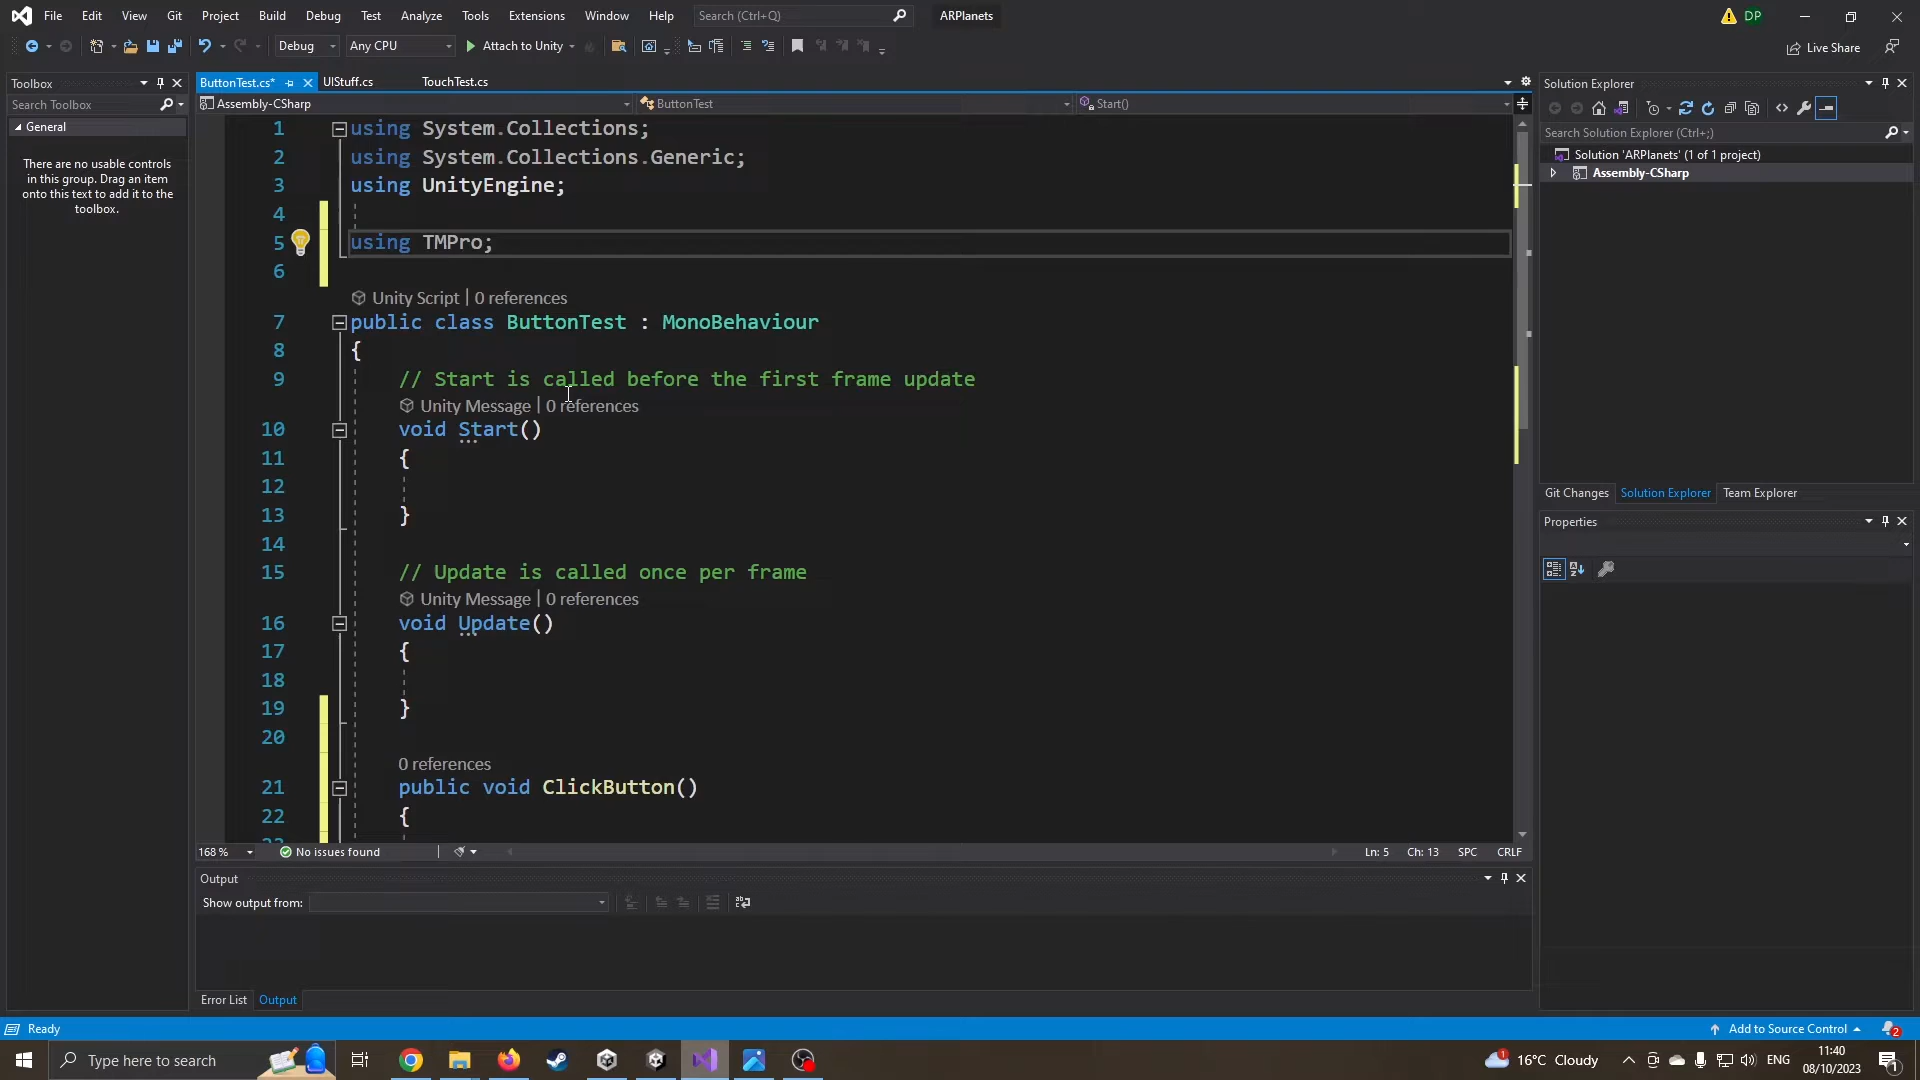 File Edit View Git Project Build Debug Test Analyze Tools Extensions Window Help Search (Ctrl+Q) ARPlanets DP
Debug Any CPU Attach to Unity Live Share
Toolbox
Search Toolbox
General
There are no usable controls
in this group. Drag an item
onto this text to add it to the
toolbox.
ButtonTest.cs* UIStuff.cs TouchTest.cs
Assembly-CSharp ButtonTest Start()
1 using System.Collections;
2 using System.Collections.Generic;
3 using UnityEngine;
4
5 using TMPro;
6
Unity Script | 0 references
7 public class ButtonTest : MonoBehaviour
8 {
9 // Start is called before the first frame update
Unity Message | 0 references
10 void Start()
11 {
12
13 }
14
15 // Update is called once per frame
Unity Message | 0 references
16 void Update()
17 {
18
19 }
20
0 references
21 public void ClickButton()
22 {
168 % No issues found Ln: 5 Ch: 13 SPC CRLF
Output
Show output from:
Error List Output
Solution Explorer
Search Solution Explorer (Ctrl+;)
Solution 'ARPlanets' (1 of 1 project)
Assembly-CSharp
Git Changes Solution Explorer Team Explorer
Properties
Ready Add to Source Control 2
Type here to search 1 16°C Cloudy ENG 11:40
08/10/2023 1